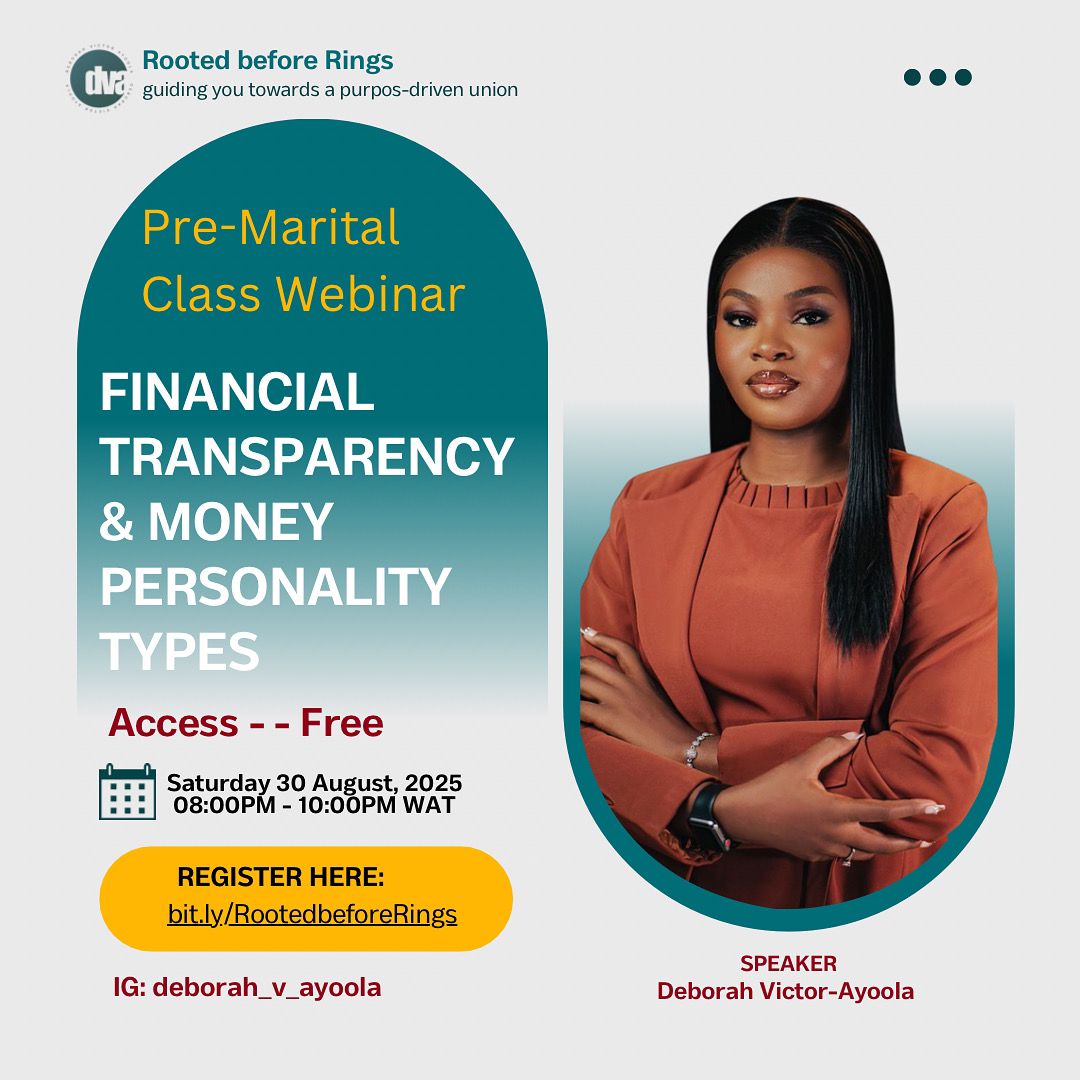 dva
Rooted before Rings
guiding you towards a purpos-driven union
Pre-Marital
Class Webinar
FINANCIAL
TRANSPARENCY
& MONEY
PERSONALITY
TYPES
Access - - Free
Saturday 30 August, 2025
08:00PM - 10:00PM WAT
REGISTER HERE:
bit.ly/RootedbeforeRings
IG: deborah_v_ayoola
SPEAKER
Deborah Victor-Ayoola